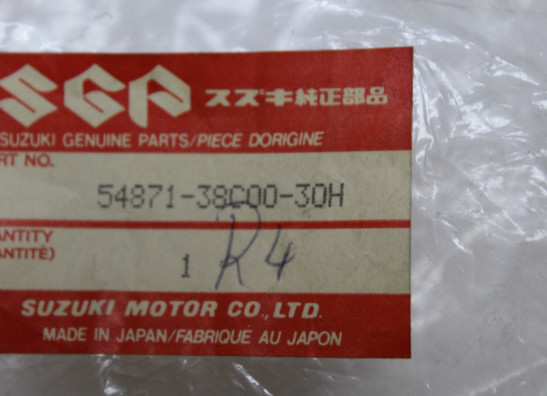 SGP スズキ純正部品
SUZUKI GENUINE PARTS/PIECE DORIGINE
RT NO.
54871-38C00-30H
ANTITY
ANTITÉ)
1 R4
SUZUKI MOTOR CO.,LTD.
MADE IN JAPAN/FABRIQUÉ AU JAPON